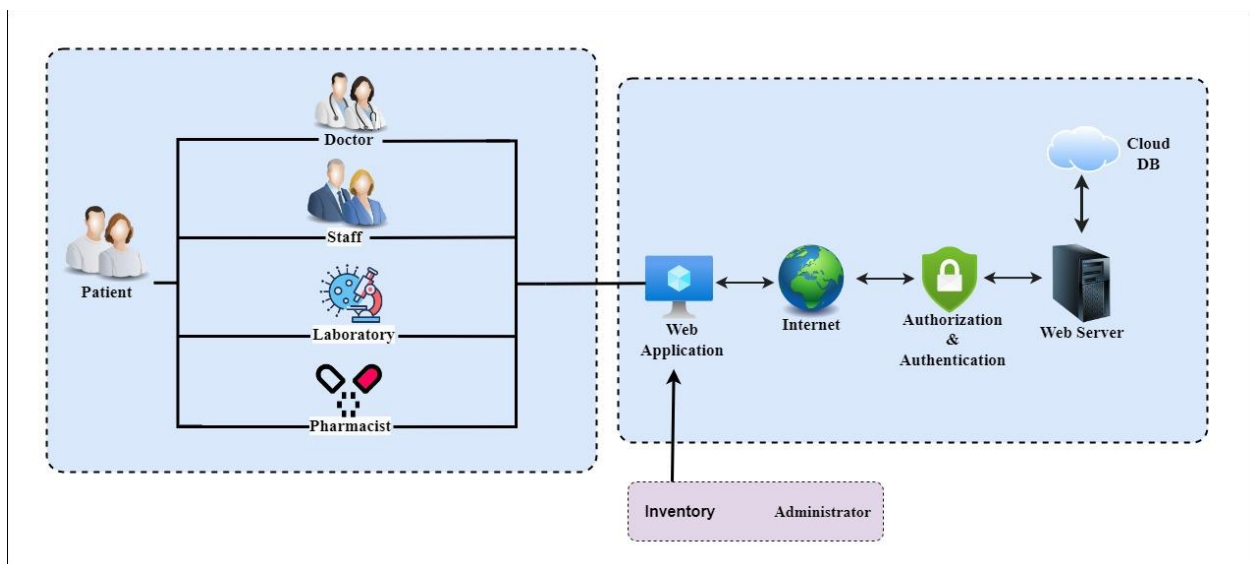 Doctor
Staff
Patient
Laboratory
Pharmacist
Cloud
DB
Web
Application
Internet
Authorization
&
Authentication
Web Server
Inventory
Administrator